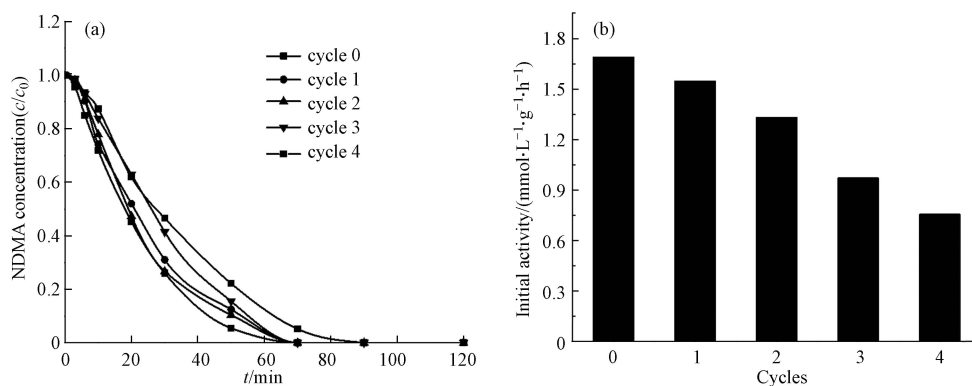 (a)
cycle 0
cycle 1
cycle 2
cycle 3
cycle 4
NDMA concentration(c/c₀)
1.0
0.8
0.6
0.4
0.2
0
0 20 40 60 80 100 120
t/min
(b)
Initial activity/(mmol·L⁻¹·g⁻¹·h⁻¹)
1.8
1.5
1.2
0.9
0.6
0.3
0
0 1 2 3 4
Cycles